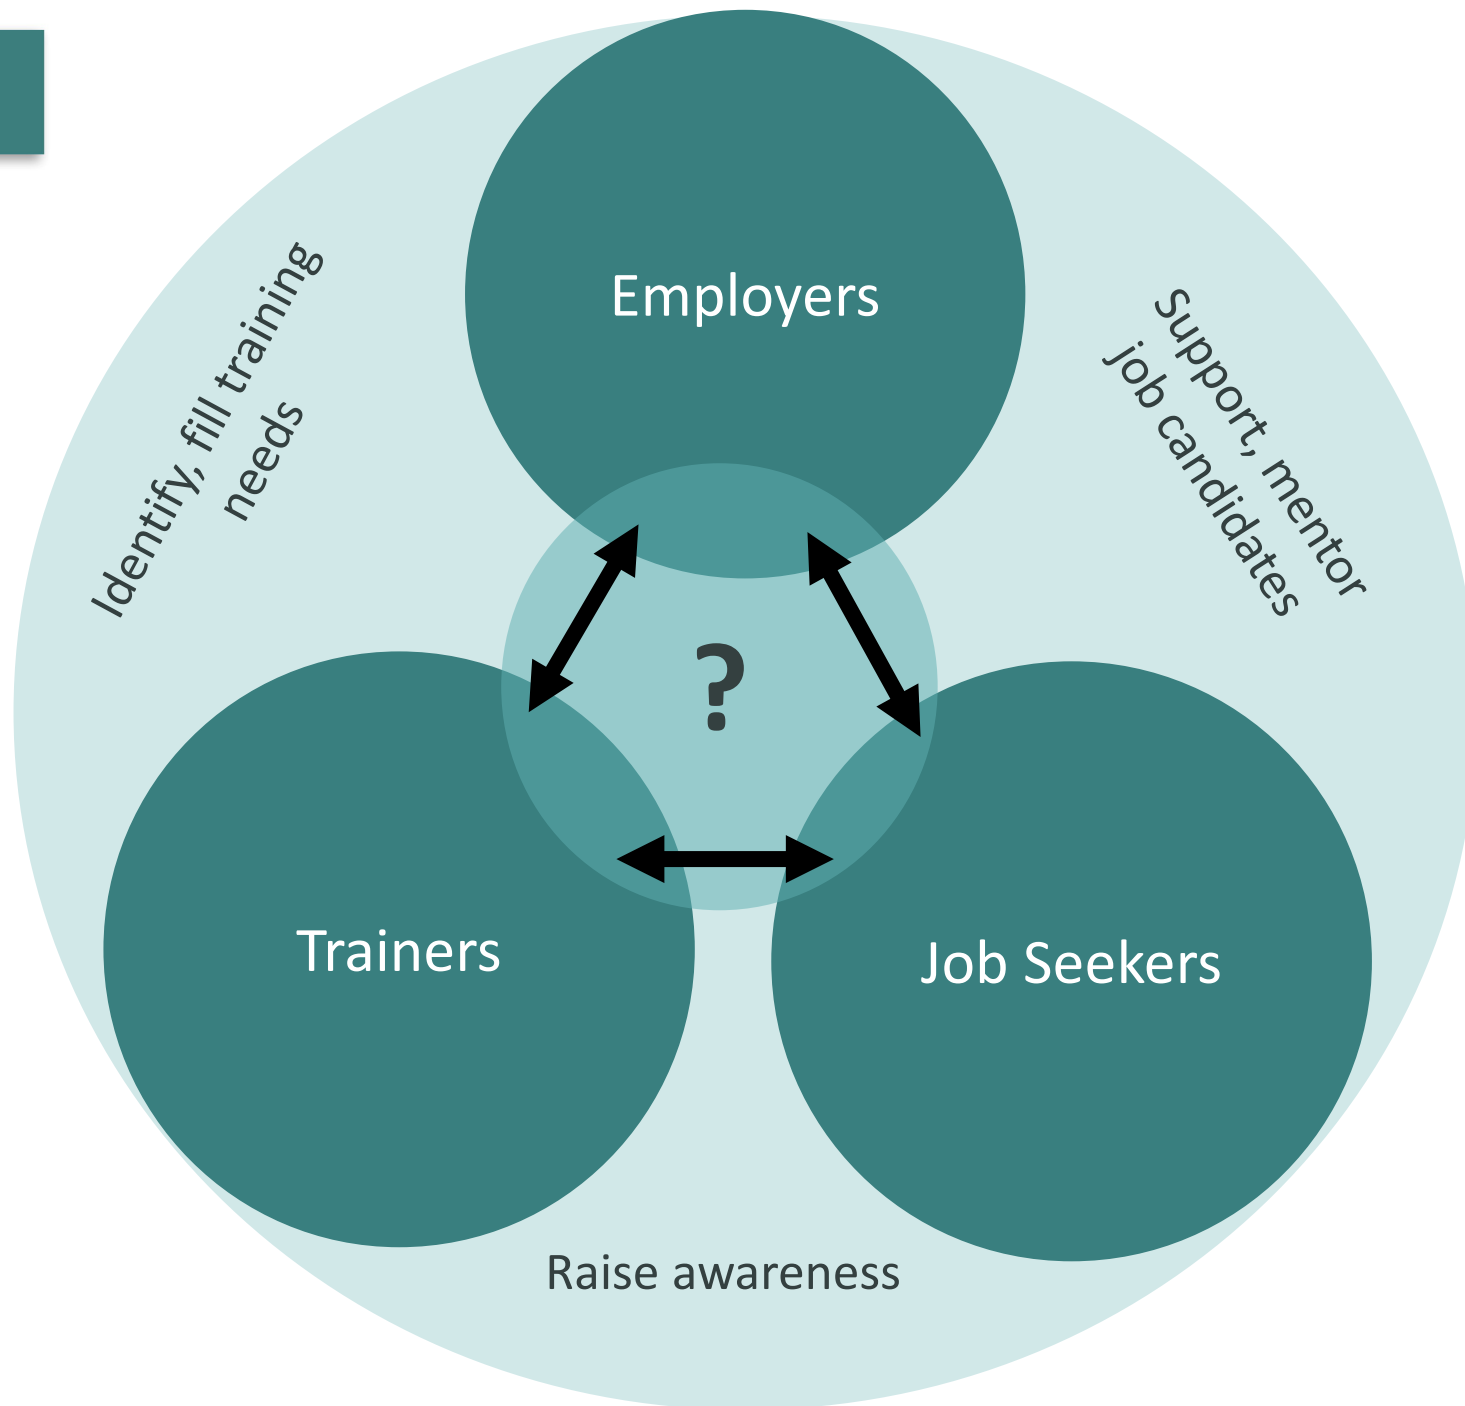 Employers
Identify, fill training
needs
Support, mentor
job candidates
?
Trainers
Job Seekers
Raise awareness